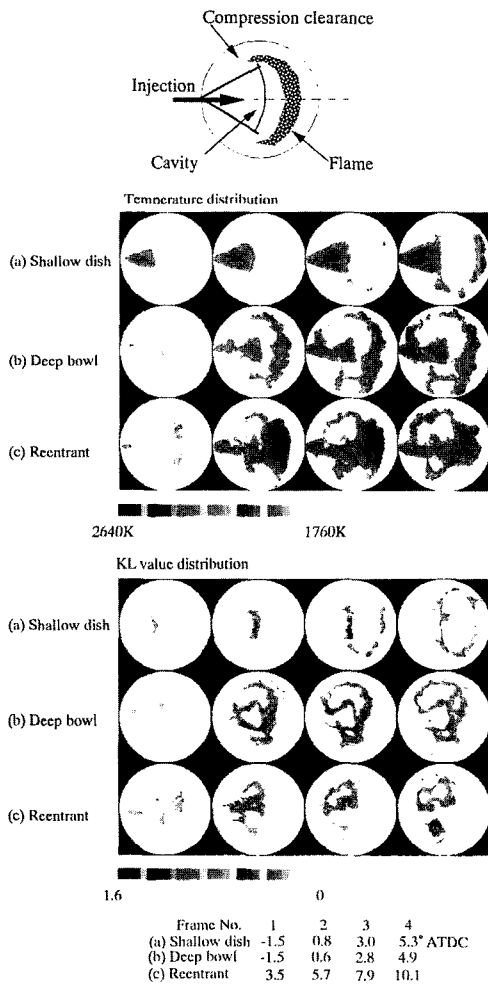 Compression clearance
Injection
Cavity
Flame
Temperature distribution
(a) Shallow dish
(b) Deep bowl
(c) Reentrant
2640K 1760K
KL value distribution
(a) Shallow dish
(b) Deep bowl
(c) Reentrant
1.6 0
Frame No. 1 2 3 4
(a) Shallow dish -1.5 0.8 3.0 5.3° ATDC
(b) Deep bowl -1.5 0.6 2.8 4.9
(c) Reentrant 3.5 5.7 7.9 10.1